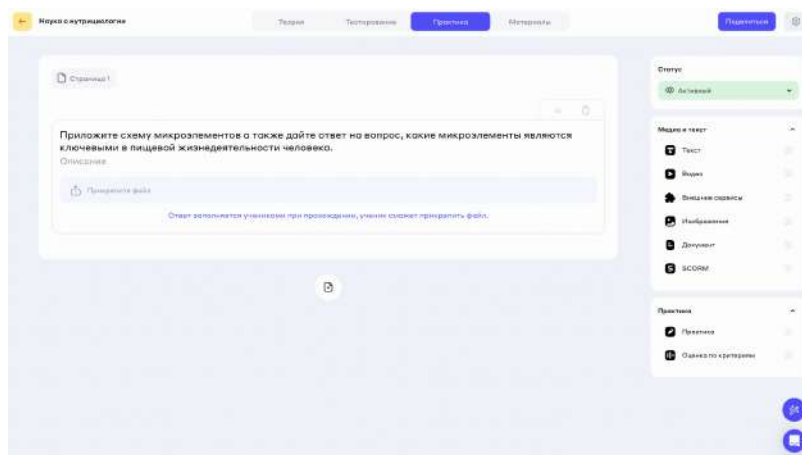 Наука о нутрициологии
Теория
Тестирование
Практика
Материалы
Поделиться
Страница 1
Приложите схему микроэлементов а также дайте ответ на вопрос, какие микроэлементы являются
ключевыми в пищевой жизнедеятельности человека.
Описание
Прикрепите файл
Ответ заполняется учениками при прохождении, ученик сможет прикрепить файл.
Статус
Активный
Медиа и текст
Текст
Видео
Внешние сервисы
Изображения
Документ
SCORM
Практика
Практика
Оценка по критериям